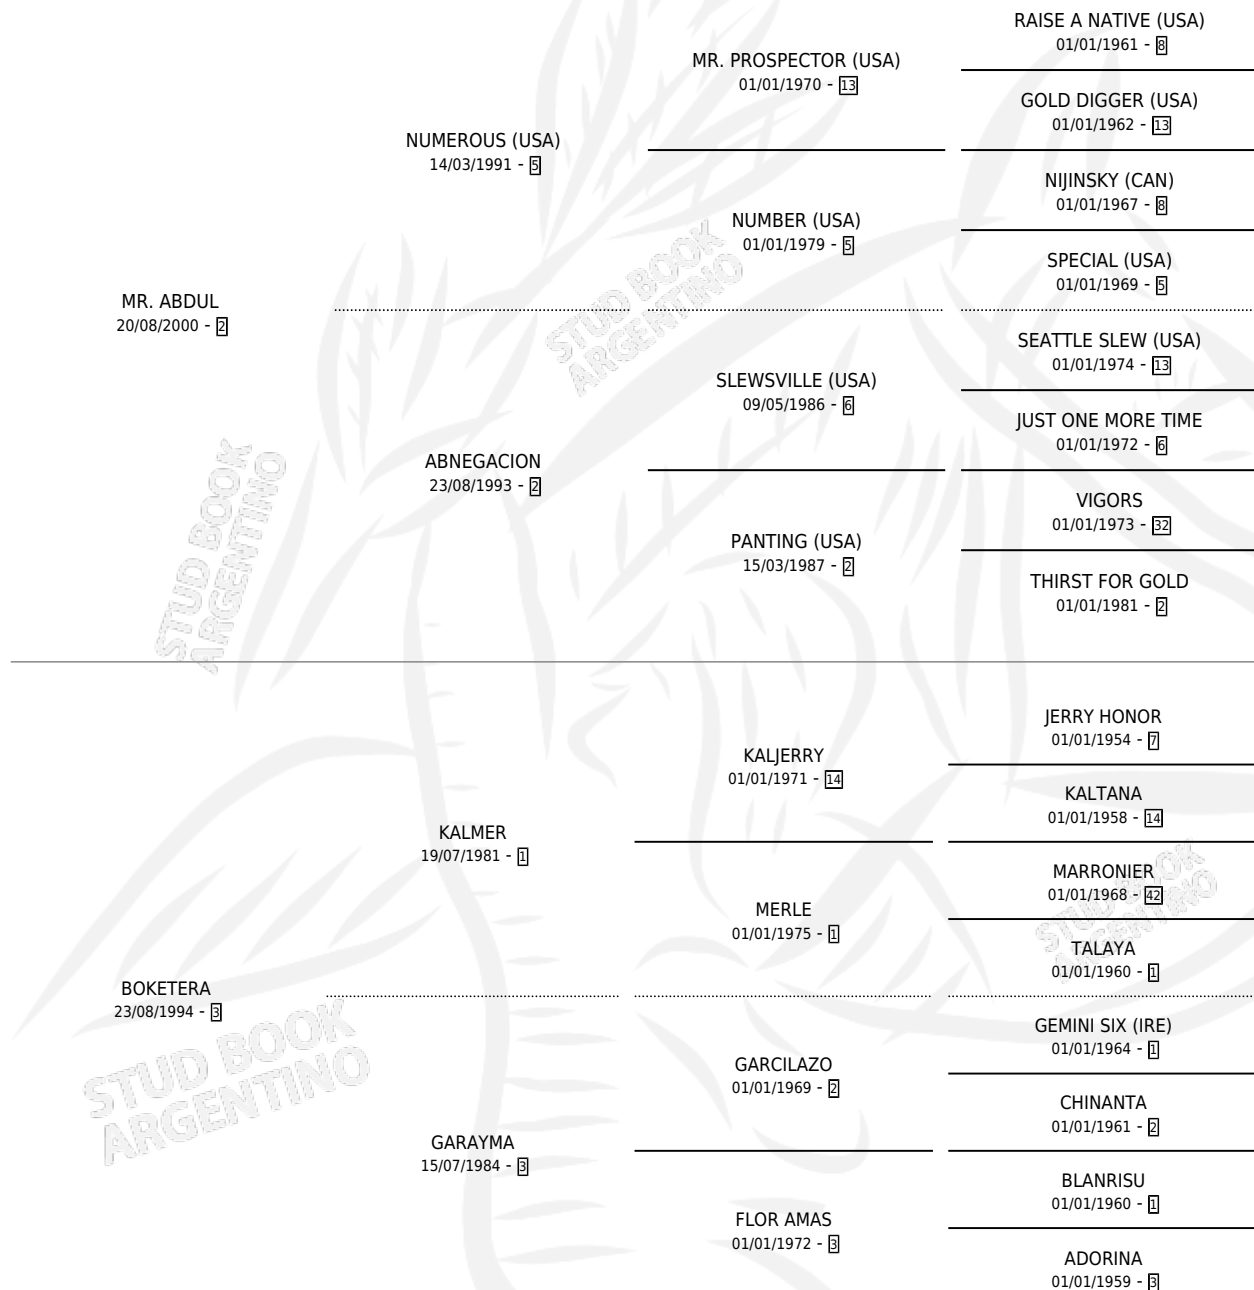 RAISE A NATIVE (USA)
01/01/1961 - 8
MR. PROSPECTOR (USA)
01/01/1970 - 13
GOLD DIGGER (USA)
01/01/1962 - 13
NUMEROUS (USA)
14/03/1991 - 5
NIJINSKY (CAN)
01/01/1967 - 8
NUMBER (USA)
01/01/1979 - 5
SPECIAL (USA)
01/01/1969 - 5
MR. ABDUL
20/08/2000 - 2
STUD BOOK
ARGENTINO
SEATTLE SLEW (USA)
01/01/1974 - 13
SLEWSVILLE (USA)
09/05/1986 - 6
JUST ONE MORE TIME
01/01/1972 - 6
ABNEGACION
23/08/1993 - 2
VIGORS
01/01/1973 - 32
PANTING (USA)
15/03/1987 - 2
THIRST FOR GOLD
01/01/1981 - 2
STUD BOOK
ARGENTINO
JERRY HONOR
01/01/1954 - 7
KALJERRY
01/01/1971 - 14
KALTANA
01/01/1958 - 14
KALMER
19/07/1981 - 1
MARRONIER
01/01/1968 - 42
MERLE
01/01/1975 - 1
TALAYA
01/01/1960 - 1
STUD BOOK
ARGENTINO
BOKETERA
23/08/1994 - 3
STUD BOOK
ARGENTINO
GEMINI SIX (IRE)
01/01/1964 - 1
GARCILAZO
01/01/1969 - 2
CHINANTA
01/01/1961 - 2
GARAYMA
15/07/1984 - 3
BLANRISU
01/01/1960 - 1
FLOR AMAS
01/01/1972 - 3
ADORINA
01/01/1959 - 3